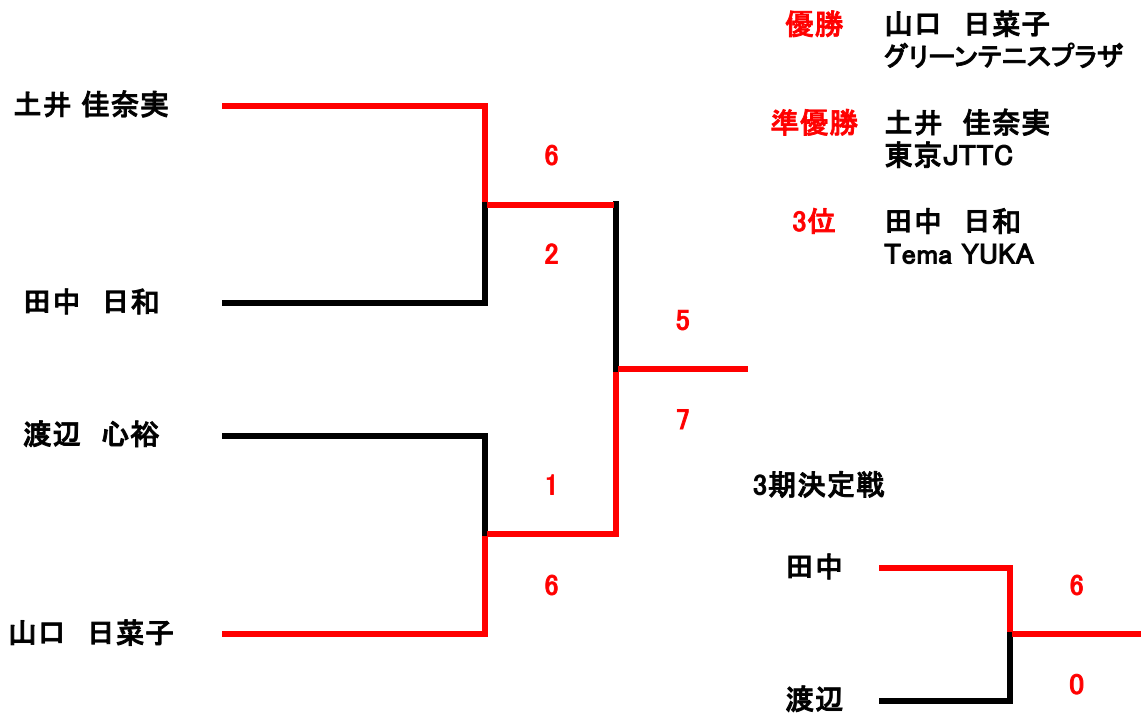 優勝 山口 日菜子
グリーンテニスプラザ
土井 佳奈実
準優勝 土井 佳奈実
東京JTTC
6
3位 田中 日和
Tema YUKA
2
田中 日和
5
7
渡辺 心裕
1
3期決定戦
田中
6
6
山口 日菜子
0
渡辺